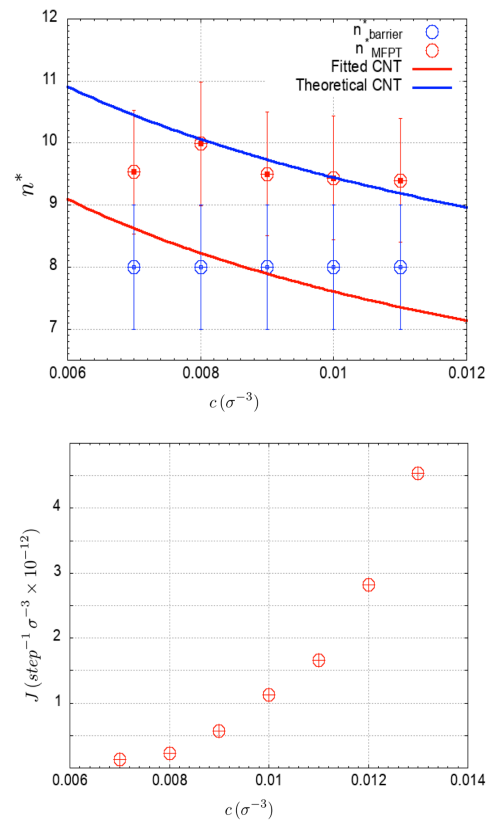 12
11
10
9
8
7
n*
n*barrier
n*MFPT
Fitted CNT
Theoretical CNT
0.006
0.008
0.01
0.012
c (σ⁻³)
4
3
2
1
J (step⁻¹ σ⁻³ × 10⁻¹²)
0.006
0.008
0.01
0.012
0.014
c (σ⁻³)